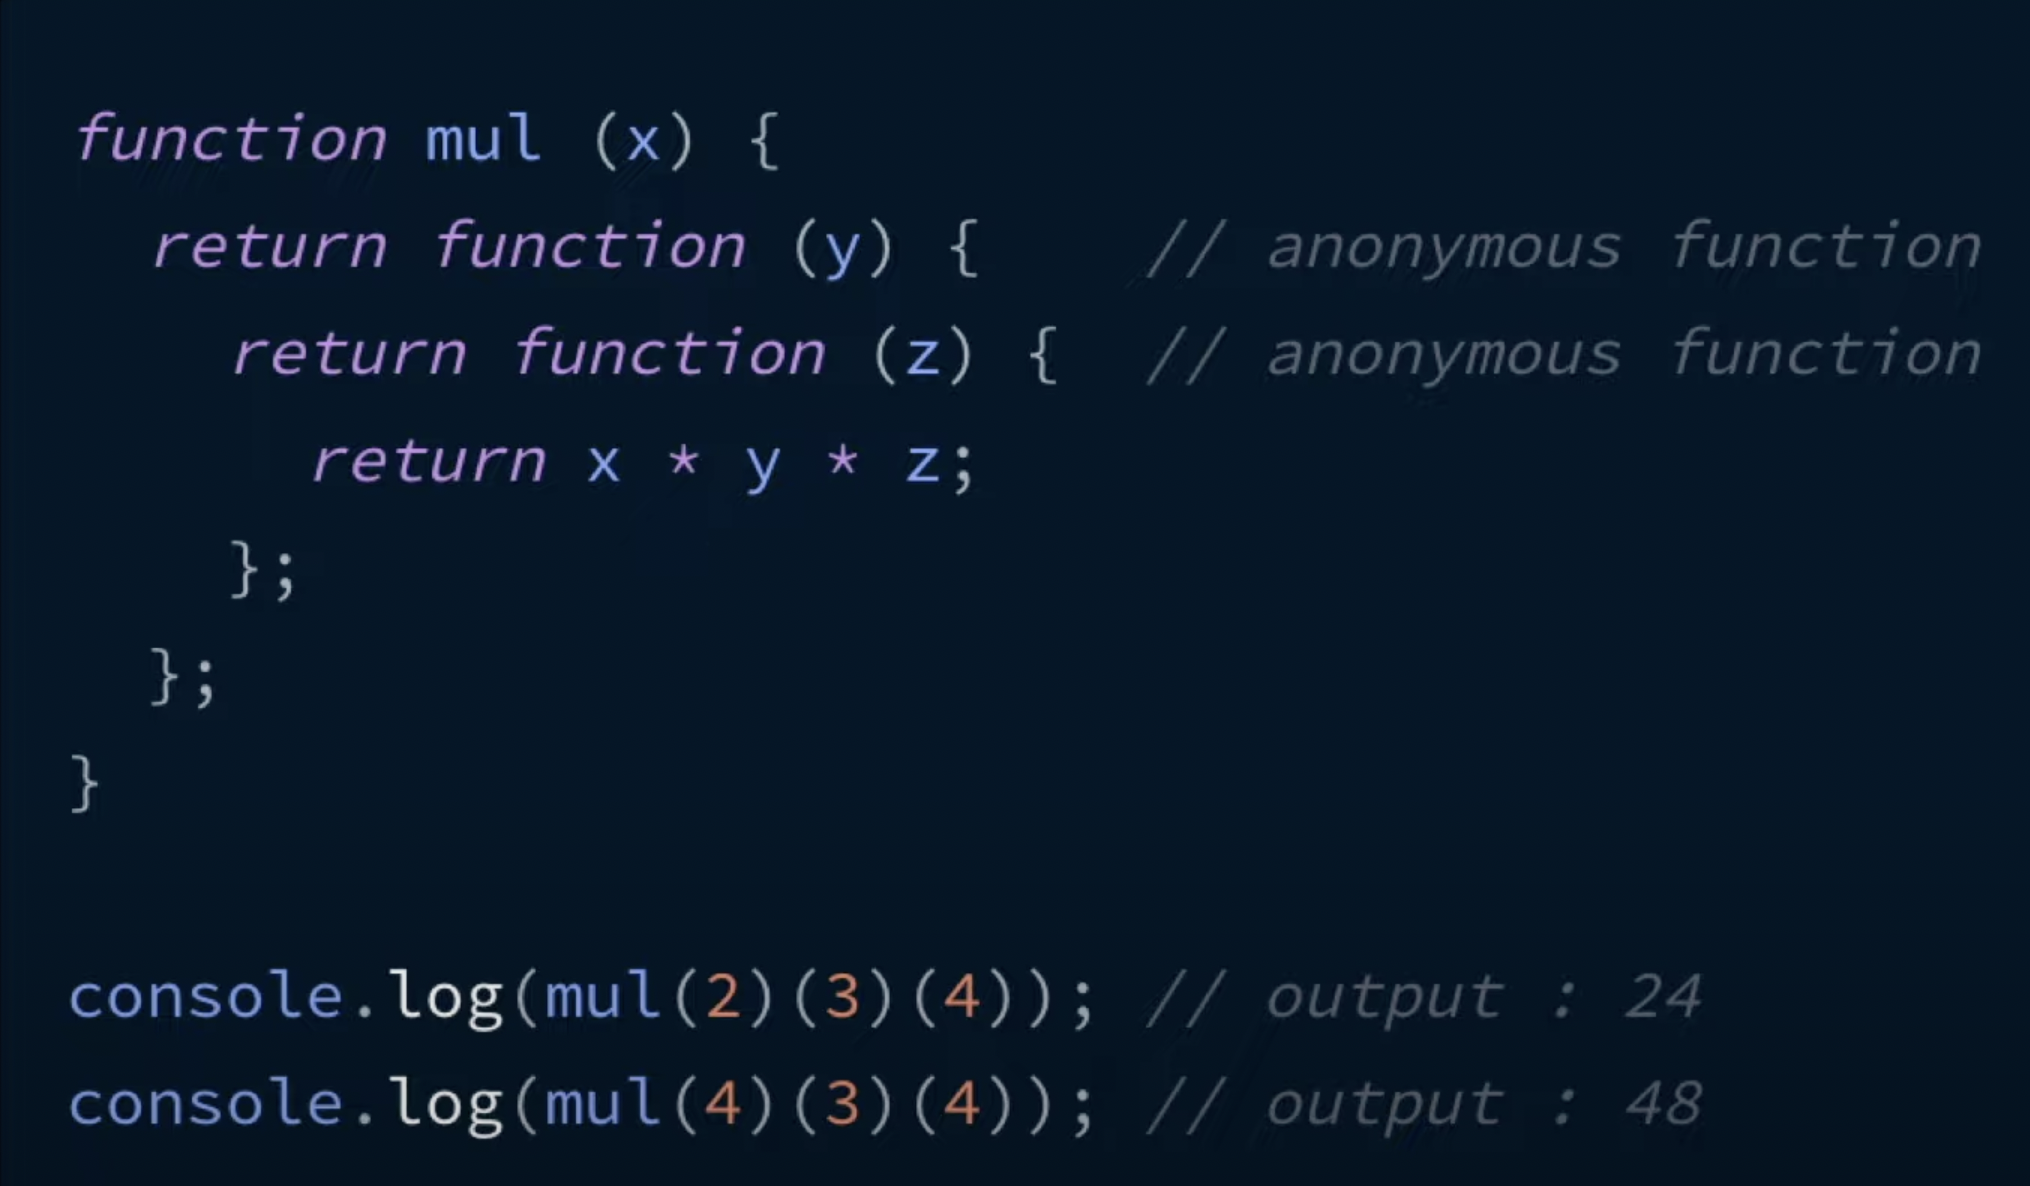 function mul (x) {
  return function (y) {    // anonymous function
    return function (z) {  // anonymous function
      return x * y * z;
    };
  };
}
console.log(mul(2)(3)(4)); // output : 24
console.log(mul(4)(3)(4)); // output : 48